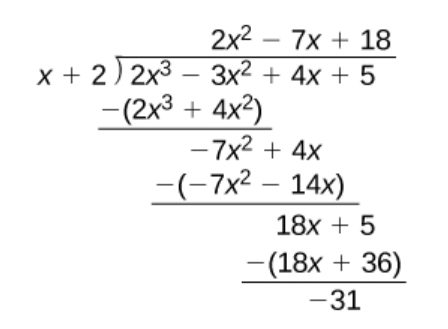 2x² − 7x + 18
x + 2 ) 2x³ − 3x² + 4x + 5
−(2x³ + 4x²)
−7x² + 4x
−(−7x² − 14x)
18x + 5
−(18x + 36)
−31